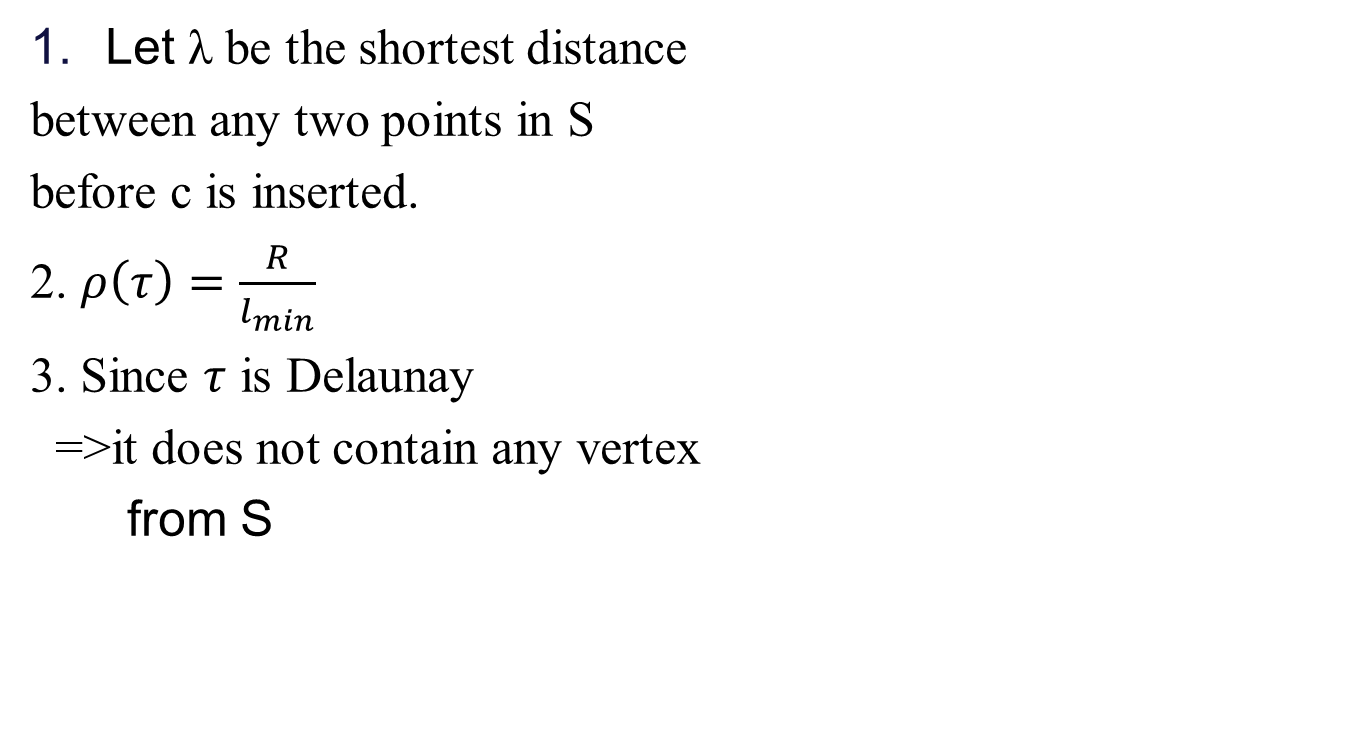 1. Let λ be the shortest distance
between any two points in S
before c is inserted.
2. ρ(τ) = R / l_min
3. Since τ is Delaunay
=>it does not contain any vertex
from S